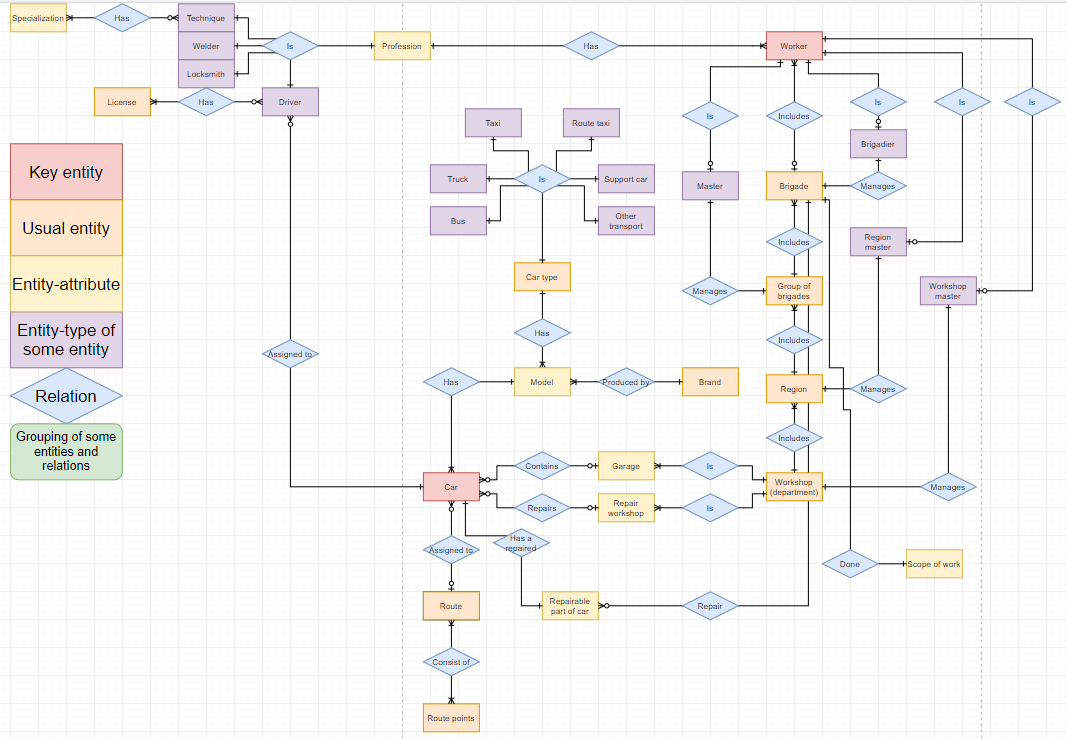 Specialization
Has
Technique
Welder
Is
Profession
Has
Worker
Locksmith
License
Has
Driver
Taxi
Route taxi
Is
Includes
Is
Is
Is
Brigadier
Key entity
Truck
Is
Support car
Master
Brigade
Manages
Usual entity
Bus
Other
transport
Includes
Region
master
Entity-attribute
Car type
Manages
Group of
brigades
Workshop
master
Entity-type of
some entity
Has
Includes
Assigned to
Relation
Has
Model
Produced by
Brand
Region
Manages
Grouping of some
entities and
relations
Includes
Contains
Garage
Is
Car
Workshop
(department)
Manages
Repairs
Repair
workshop
Is
Assigned to
Has a
repaired
Done
Scope of work
Route
Repairable
part of car
Repair
Consist of
Route points